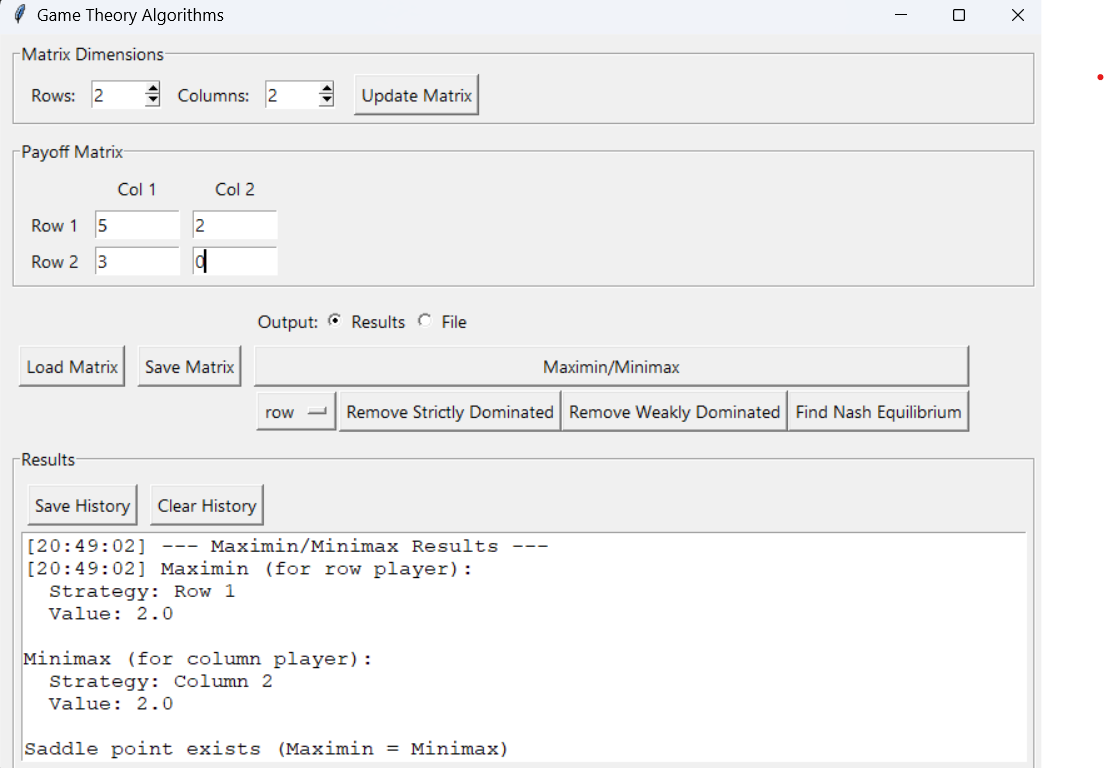 Game Theory Algorithms
Matrix Dimensions
Rows: 2 Columns: 2 Update Matrix
Payoff Matrix
Col 1 Col 2
Row 1 5 2
Row 2 3 0
Output: Results File
Load Matrix Save Matrix Maximin/Minimax
row Remove Strictly Dominated Remove Weakly Dominated Find Nash Equilibrium
Results
Save History Clear History
[20:49:02] --- Maximin/Minimax Results ---
[20:49:02] Maximin (for row player):
Strategy: Row 1
Value: 2.0
Minimax (for column player):
Strategy: Column 2
Value: 2.0
Saddle point exists (Maximin = Minimax)